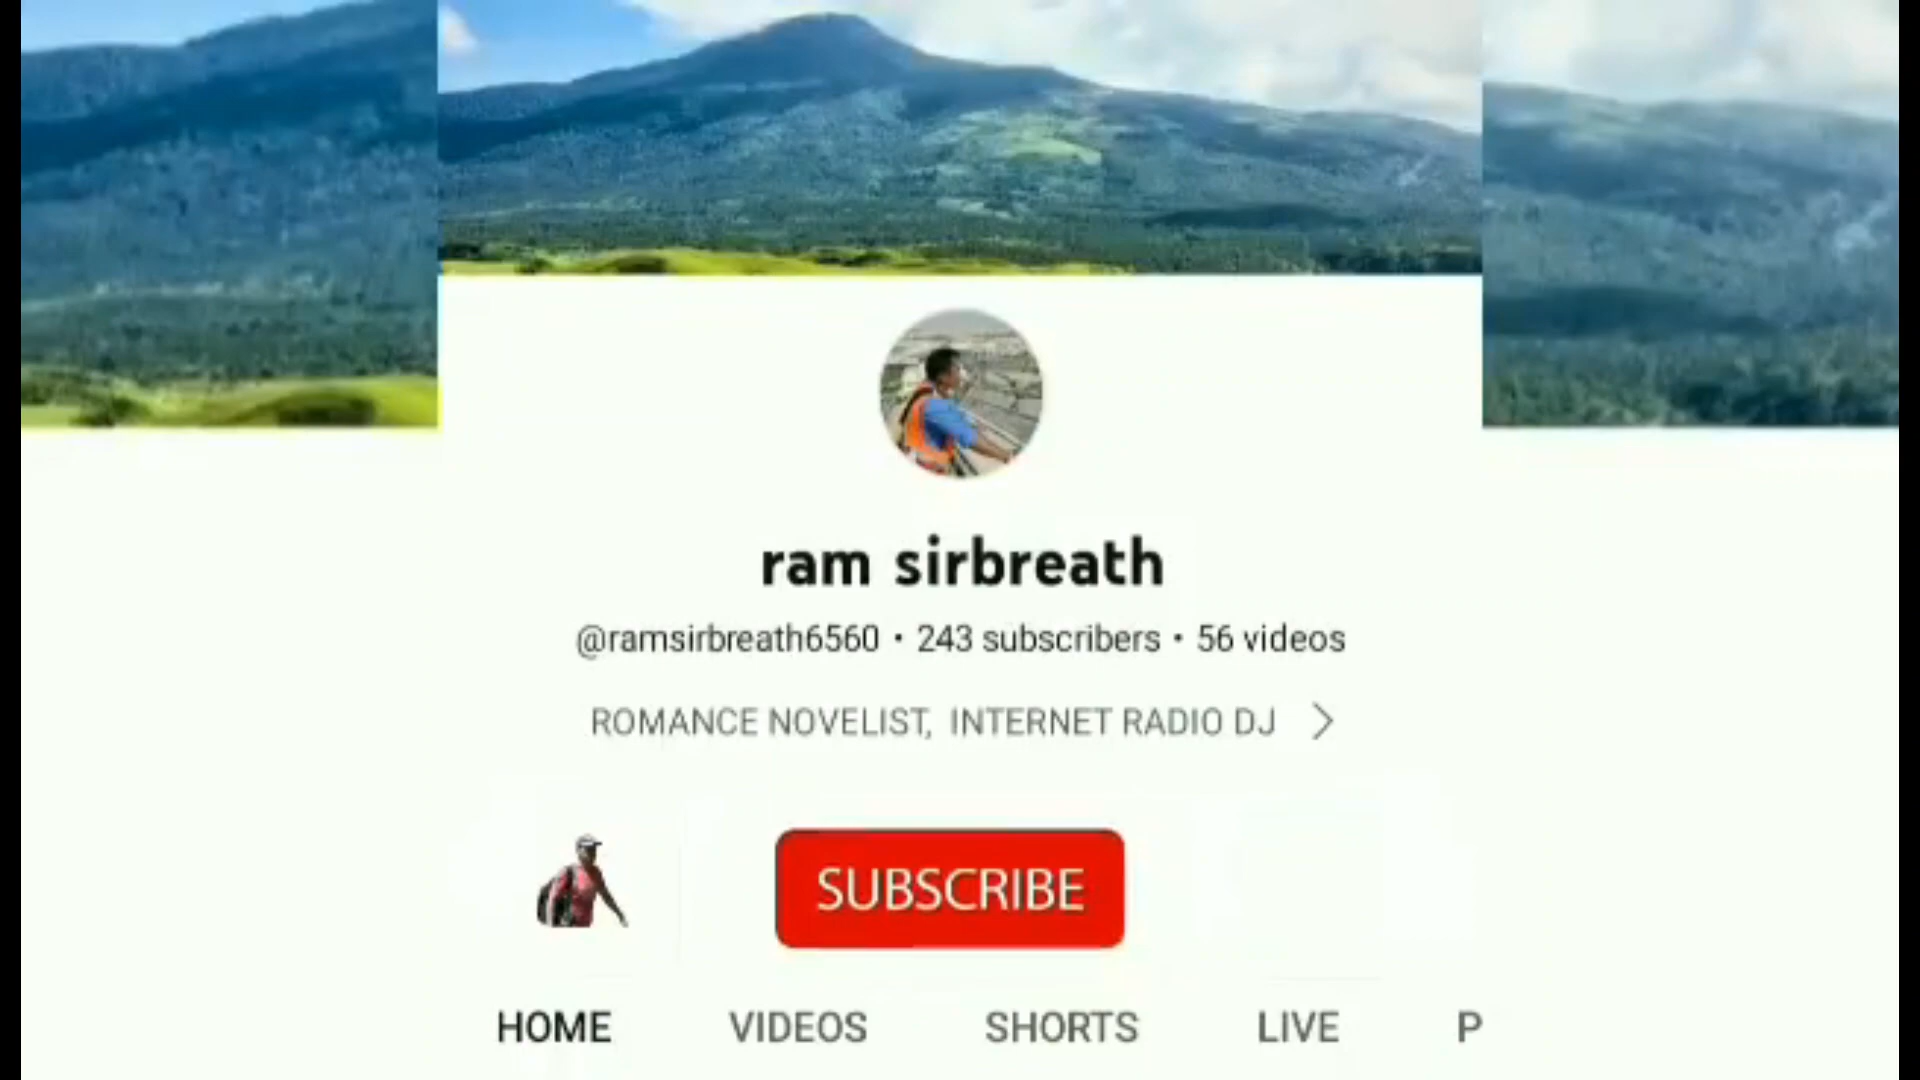 ram sirbreath
@ramsirbreath6560 • 243 subscribers • 56 videos
ROMANCE NOVELIST, INTERNET RADIO DJ >
SUBSCRIBE
HOME VIDEOS SHORTS LIVE P